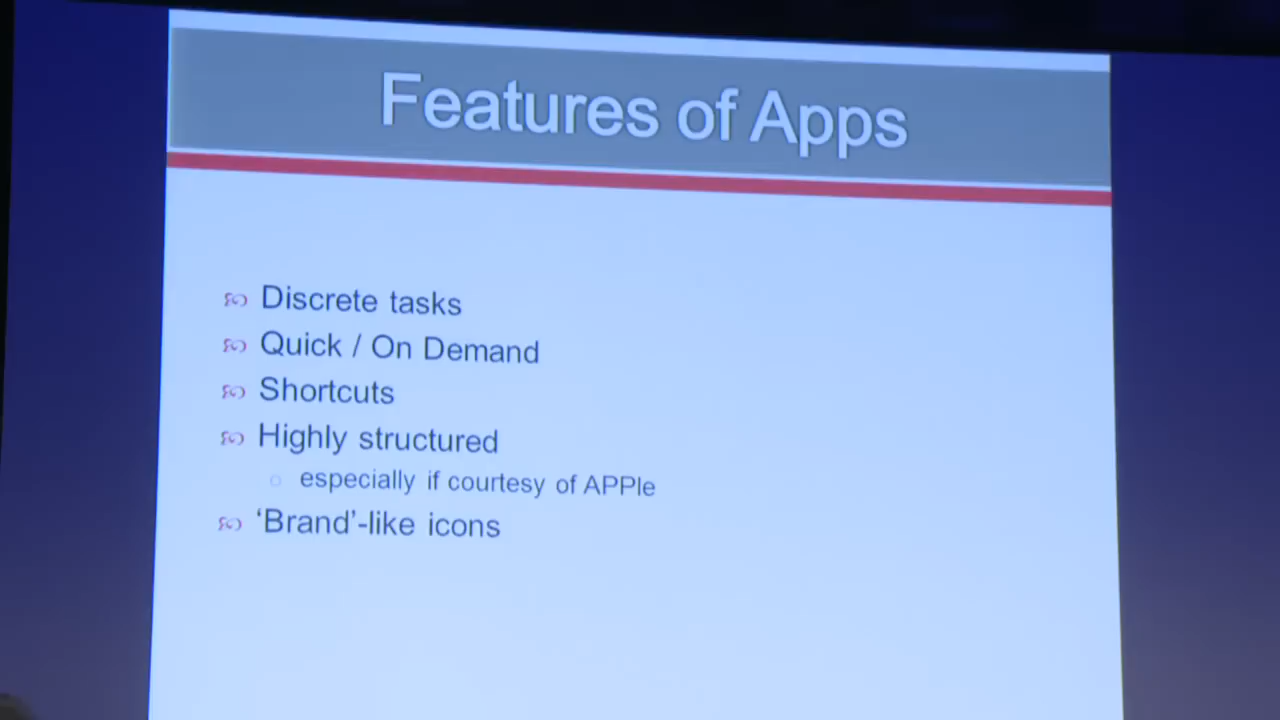 Features of Apps
Discrete tasks
Quick / On Demand
Shortcuts
Highly structured
especially if courtesy of APPle
‘Brand’-like icons